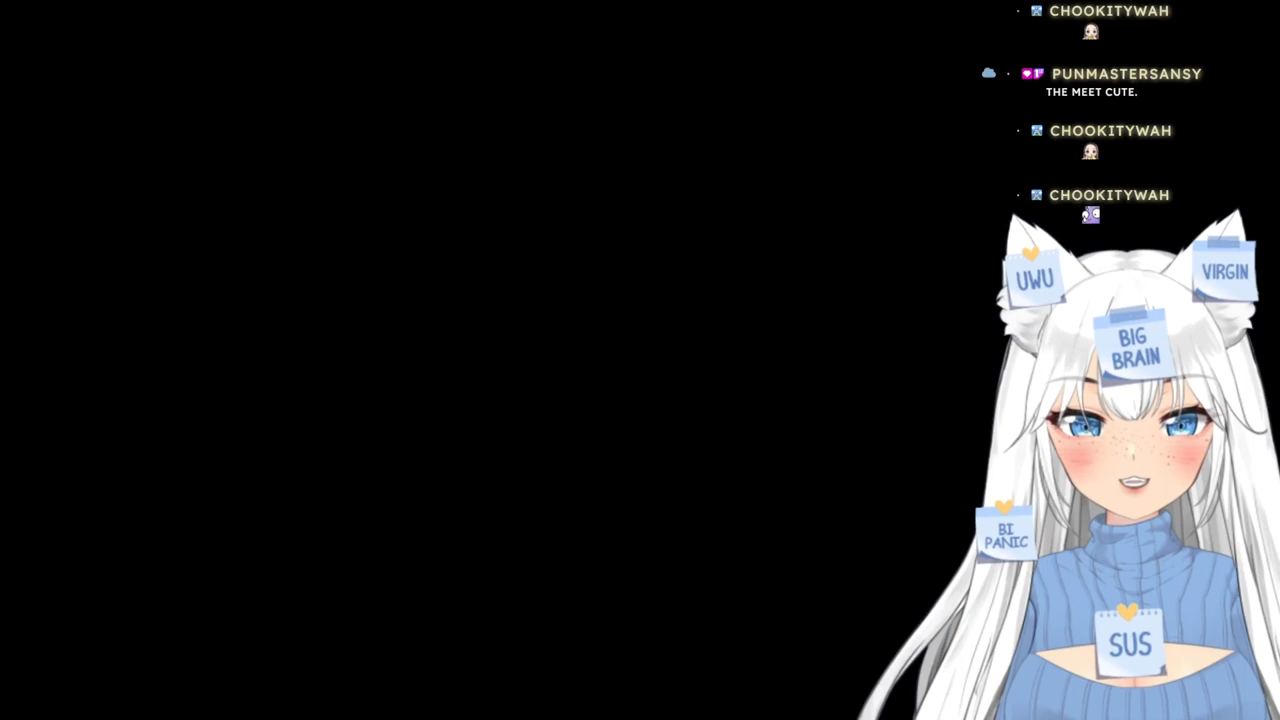 CHOOKITYWAH
PUNMASTERSANSY
THE MEET CUTE.
CHOOKITYWAH
CHOOKITYWAH
UWU
VIRGIN
BIG
BRAIN
BI
PANIC
SUS